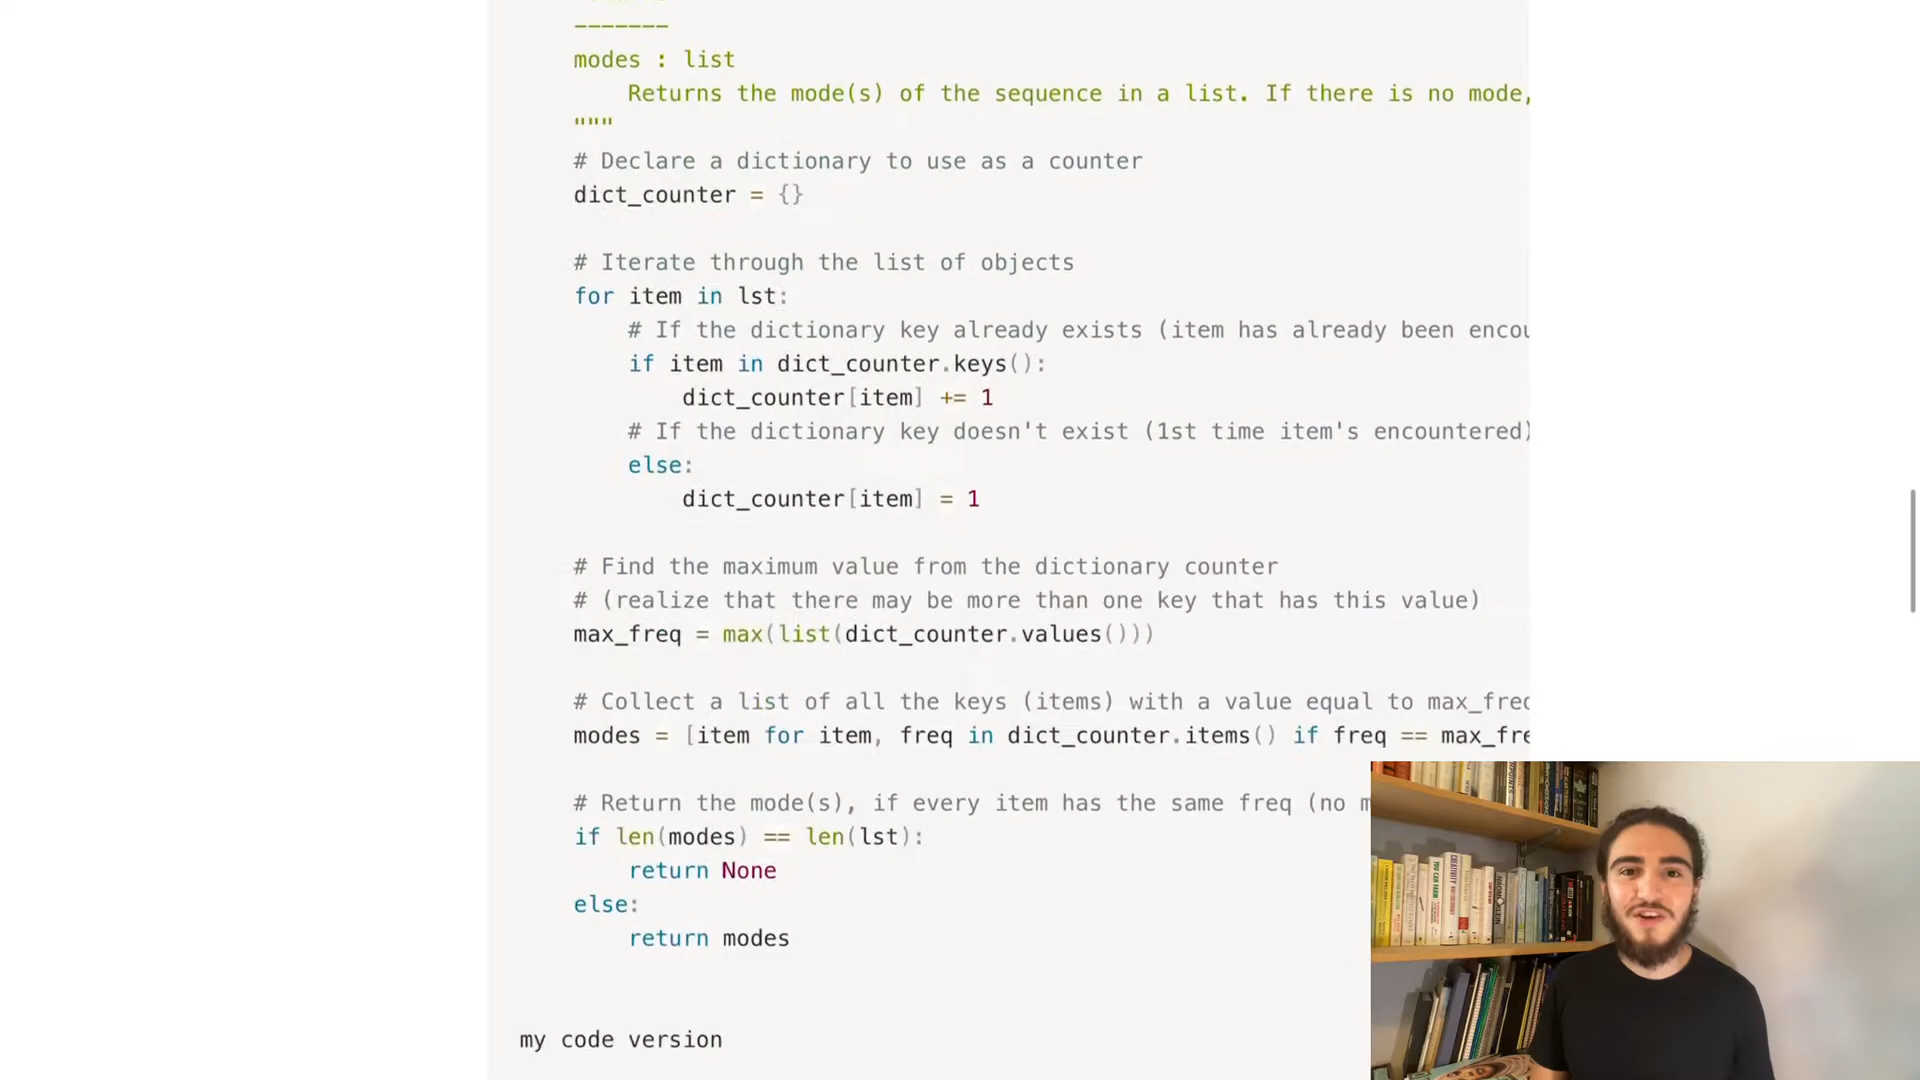 -------
modes : list
Returns the mode(s) of the sequence in a list. If there is no mode,
"""
# Declare a dictionary to use as a counter
dict_counter = {}
# Iterate through the list of objects
for item in lst:
# If the dictionary key already exists (item has already been encou
if item in dict_counter.keys():
dict_counter[item] += 1
# If the dictionary key doesn't exist (1st time item's encountered)
else:
dict_counter[item] = 1
# Find the maximum value from the dictionary counter
# (realize that there may be more than one key that has this value)
max_freq = max(list(dict_counter.values()))
# Collect a list of all the keys (items) with a value equal to max_freq
modes = [item for item, freq in dict_counter.items() if freq == max_fre
# Return the mode(s), if every item has the same freq (no m
if len(modes) == len(lst):
return None
else:
return modes
my code version